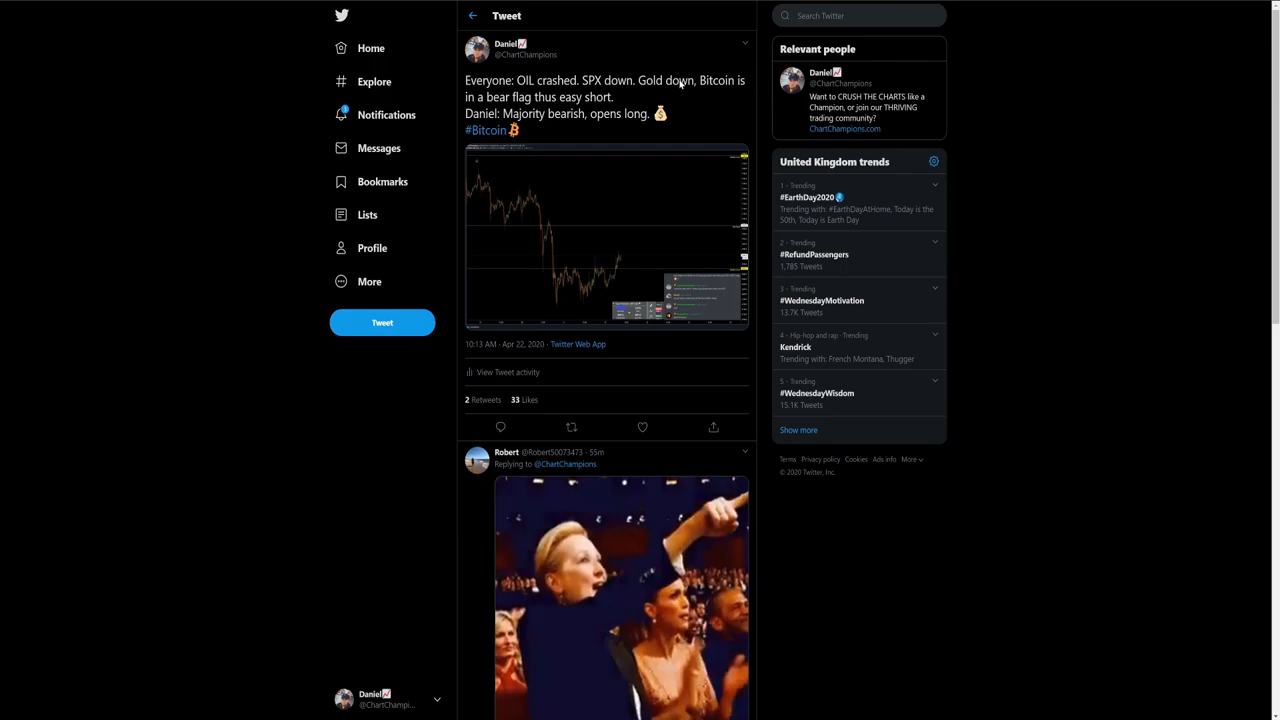 Tweet
Search Twitter
Home
Explore
Notifications
Messages
Bookmarks
Lists
Profile
More
Tweet
Daniel
@ChartChampi...
Daniel
@ChartChampions
Everyone: OIL crashed. SPX down. Gold down, Bitcoin is
in a bear flag thus easy short.
Daniel: Majority bearish, opens long.
#Bitcoin
10:13 AM · Apr 22, 2020 · Twitter Web App
View Tweet activity
2 Retweets 33 Likes
Robert @Robert50073473 · 55m
Replying to @ChartChampions
Relevant people
Daniel
@ChartChampions
Want to CRUSH THE CHARTS like a
Champion, or join our THRIVING
trading community?
ChartChampions.com
United Kingdom trends
1 · Trending
#EarthDay2020
Trending with: #EarthDayAtHome, Today is the
50th, Today is Earth Day
2 · Trending
#RefundPassengers
1,785 Tweets
3 · Trending
#WednesdayMotivation
13.7K Tweets
4 · Hip-hop and rap · Trending
Kendrick
Trending with: French Montana, Thugger
5 · Trending
#WednesdayWisdom
15.1K Tweets
Show more
Terms Privacy policy Cookies Ads info More
© 2020 Twitter, Inc.